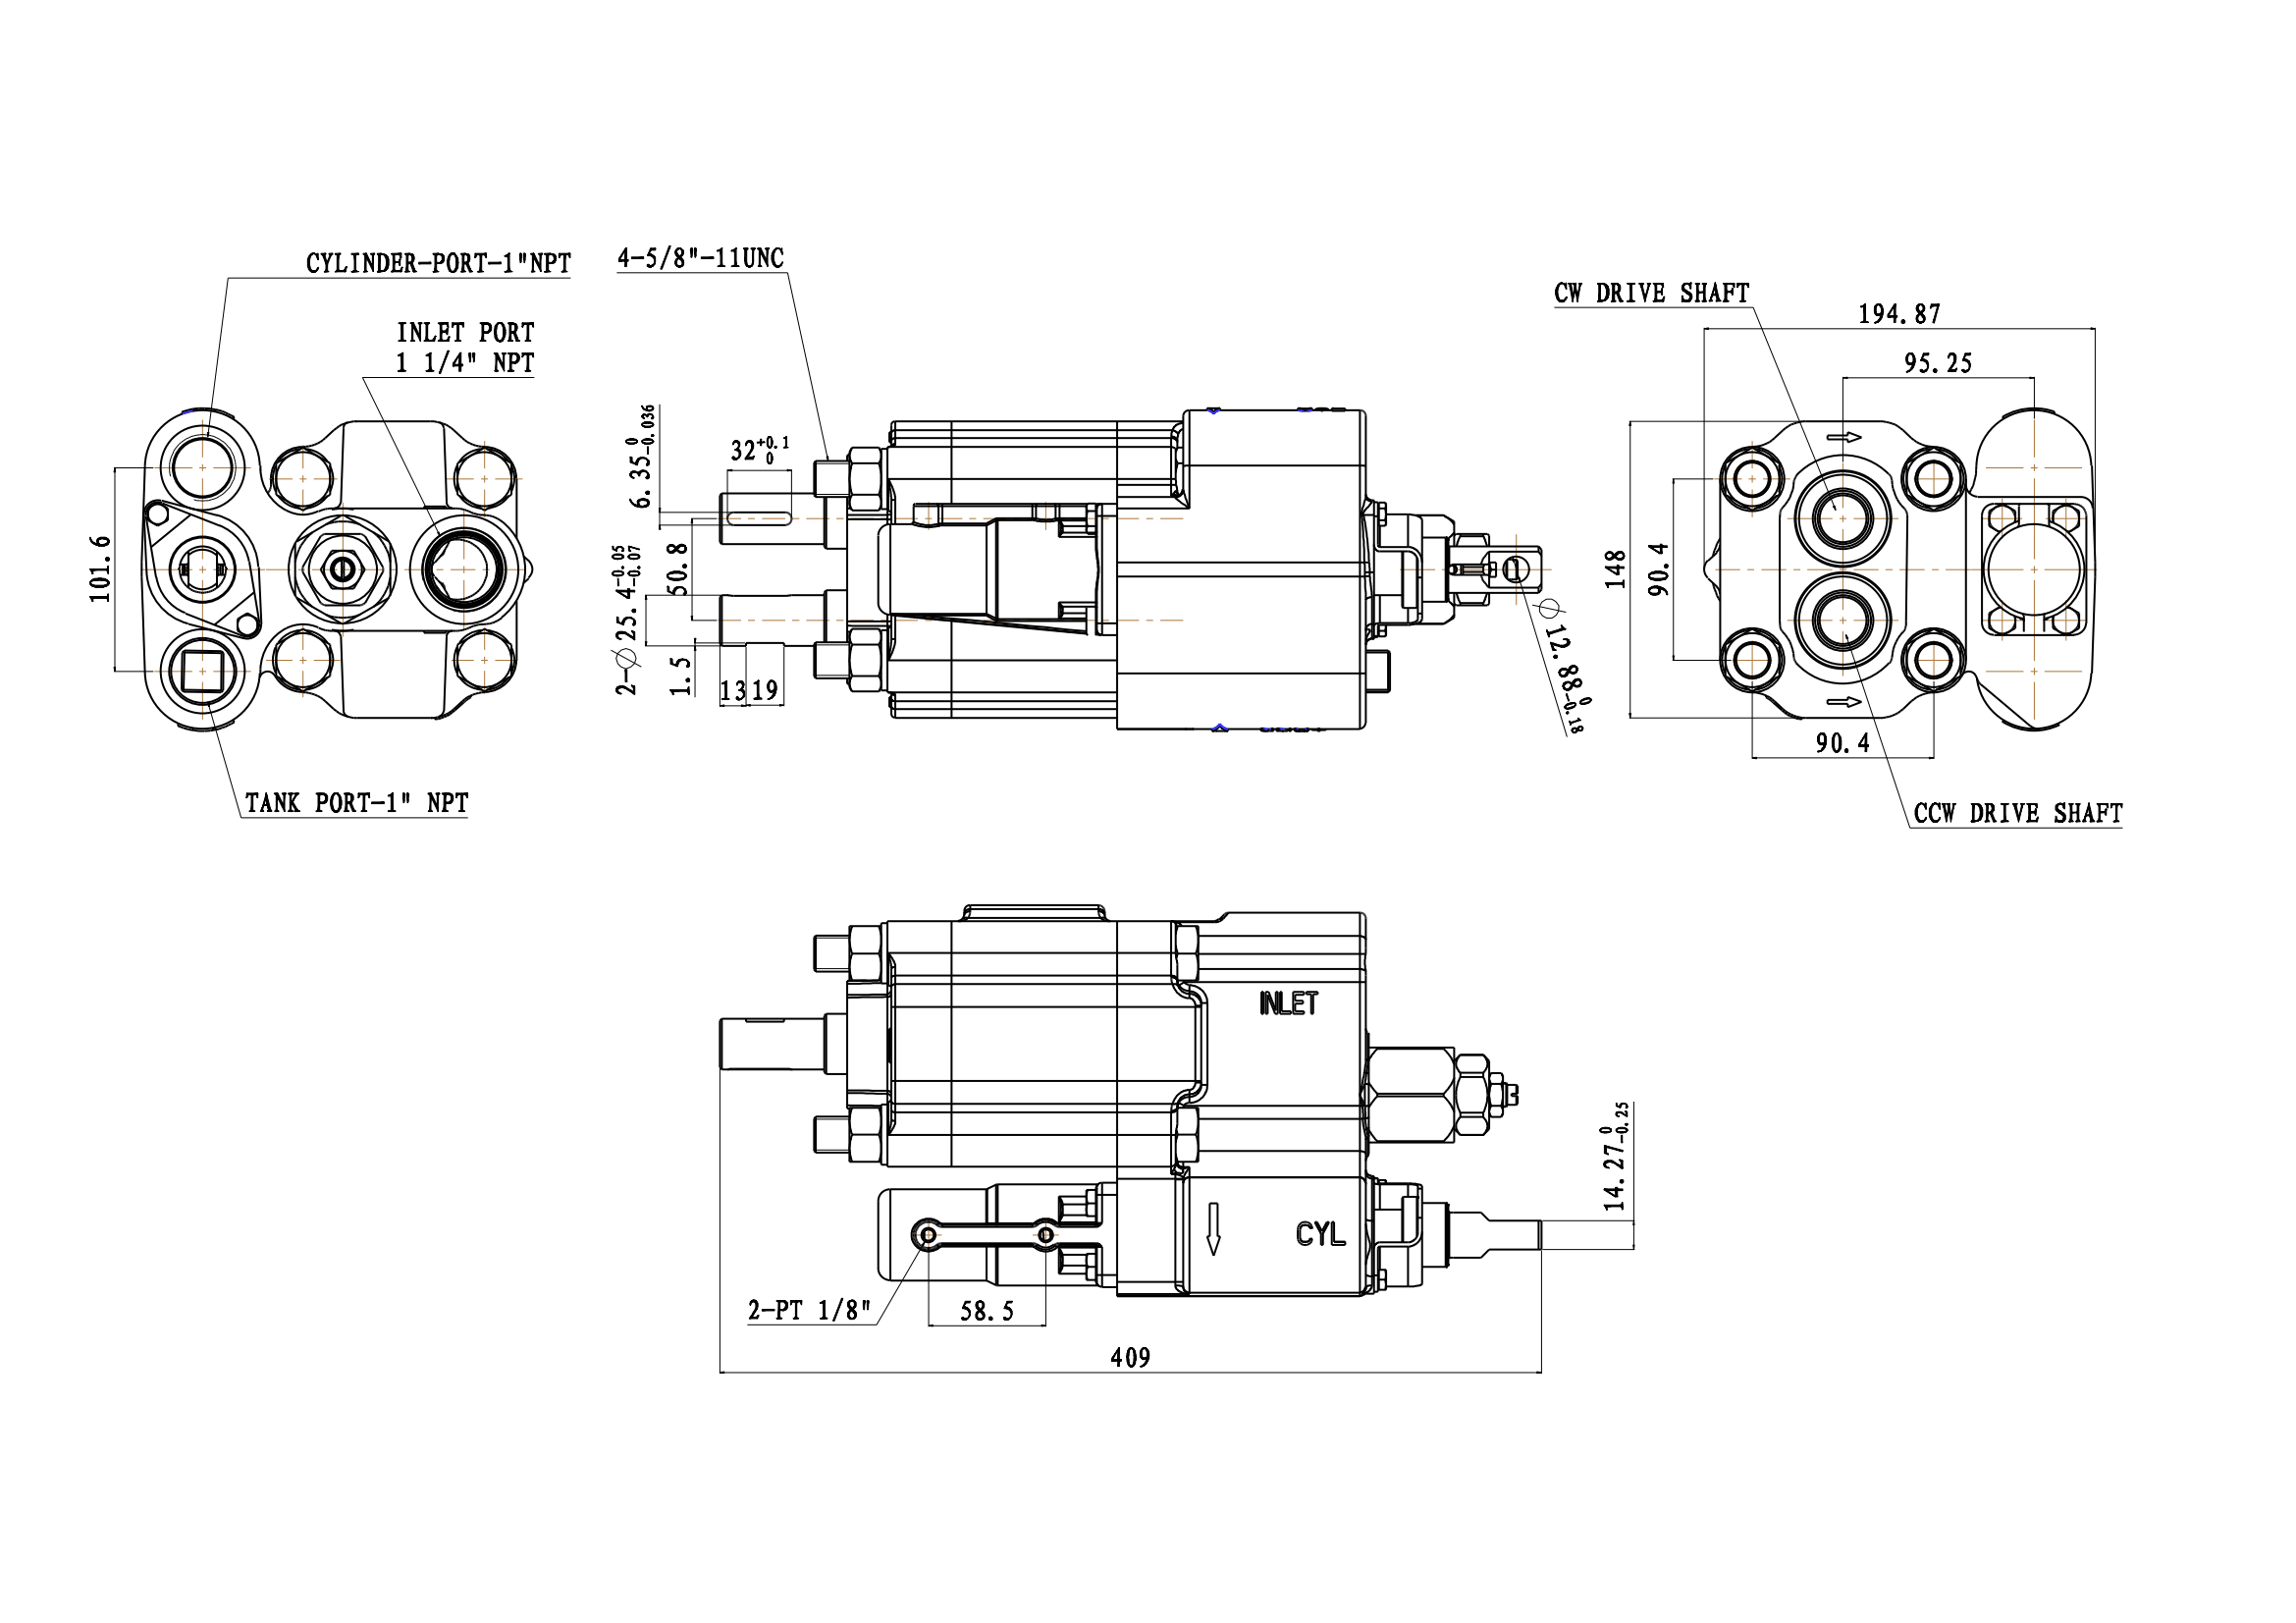 CYLINDER-PORT-1"NPT
INLET PORT
1 1/4" NPT
101.6
TANK PORT-1" NPT
4-5/8"-11UNC
32 +0.1 0
6.35 0 -0.036
50.8
2-∅25.4 -0.05 -0.07
1.5
13
19
∅12.88 0 -0.18
CW DRIVE SHAFT
194.87
95.25
148
90.4
90.4
CCW DRIVE SHAFT
INLET
CYL
14.27 0 -0.25
2-PT 1/8"
58.5
409